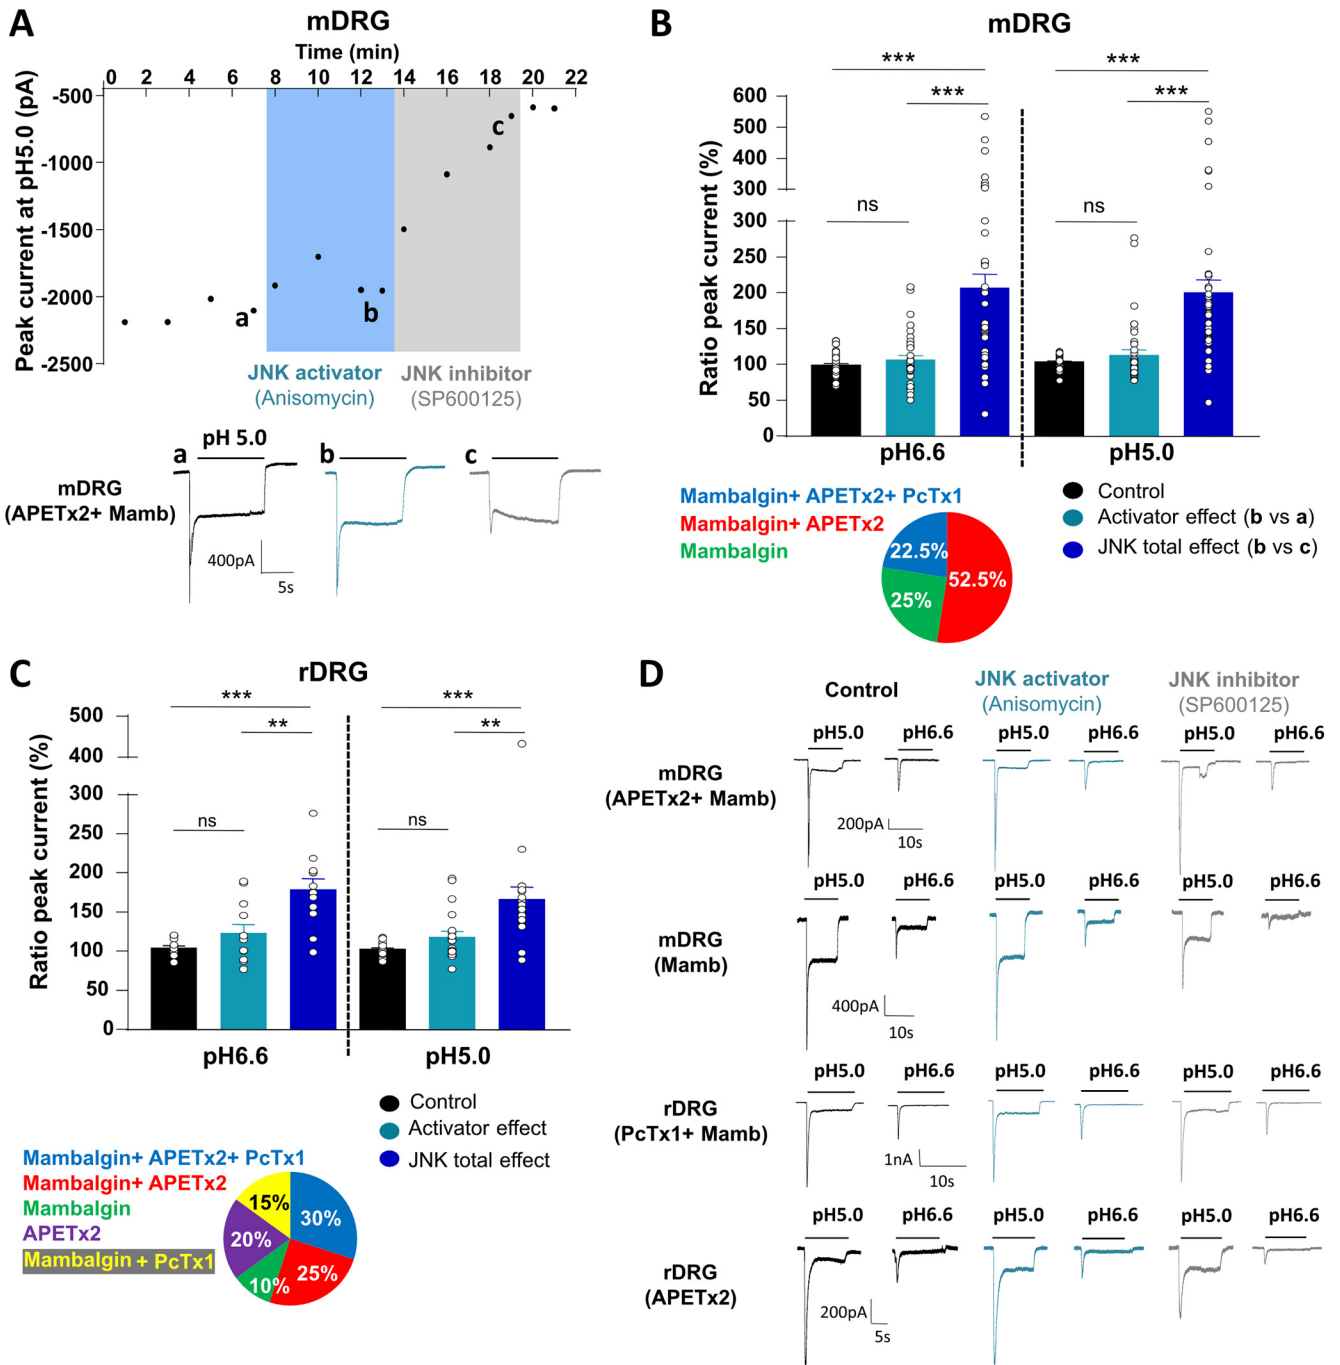 A
mDRG
Time (min)
0 2 4 6 8 10 12 14 16 18 20 22
Peak current at pH5.0 (pA)
-500
-1000
-1500
-2000
-2500
a
b
c
JNK activator
(Anisomycin)
JNK inhibitor
(SP600125)
mDRG
(APETx2+ Mamb)
a
pH 5.0
b
c
400pA
5s
B
mDRG
Ratio peak current (%)
600
500
400
300
300
250
200
150
100
50
0
ns
***
***
ns
***
***
pH6.6
pH5.0
Mambalgin+ APETx2+ PcTx1
Mambalgin+ APETx2
Mambalgin
22.5%
52.5%
25%
Control
Activator effect (b vs a)
JNK total effect (b vs c)
C
rDRG
Ratio peak current (%)
500
400
300
250
200
150
100
50
0
***
**
ns
***
**
ns
pH6.6
pH5.0
Control
Activator effect
JNK total effect
Mambalgin+ APETx2+ PcTx1
Mambalgin+ APETx2
Mambalgin
APETx2
Mambalgin + PcTx1
15%
30%
20%
25%
10%
D
Control
JNK activator
(Anisomycin)
JNK inhibitor
(SP600125)
pH5.0 pH6.6 pH5.0 pH6.6 pH5.0 pH6.6
mDRG
(APETx2+ Mamb)
200pA
10s
pH5.0 pH6.6 pH5.0 pH6.6 pH5.0 pH6.6
mDRG
(Mamb)
400pA
10s
pH5.0 pH6.6 pH5.0 pH6.6 pH5.0 pH6.6
rDRG
(PcTx1+ Mamb)
1nA
10s
pH5.0 pH6.6 pH5.0 pH6.6 pH5.0 pH6.6
rDRG
(APETx2)
200pA
5s